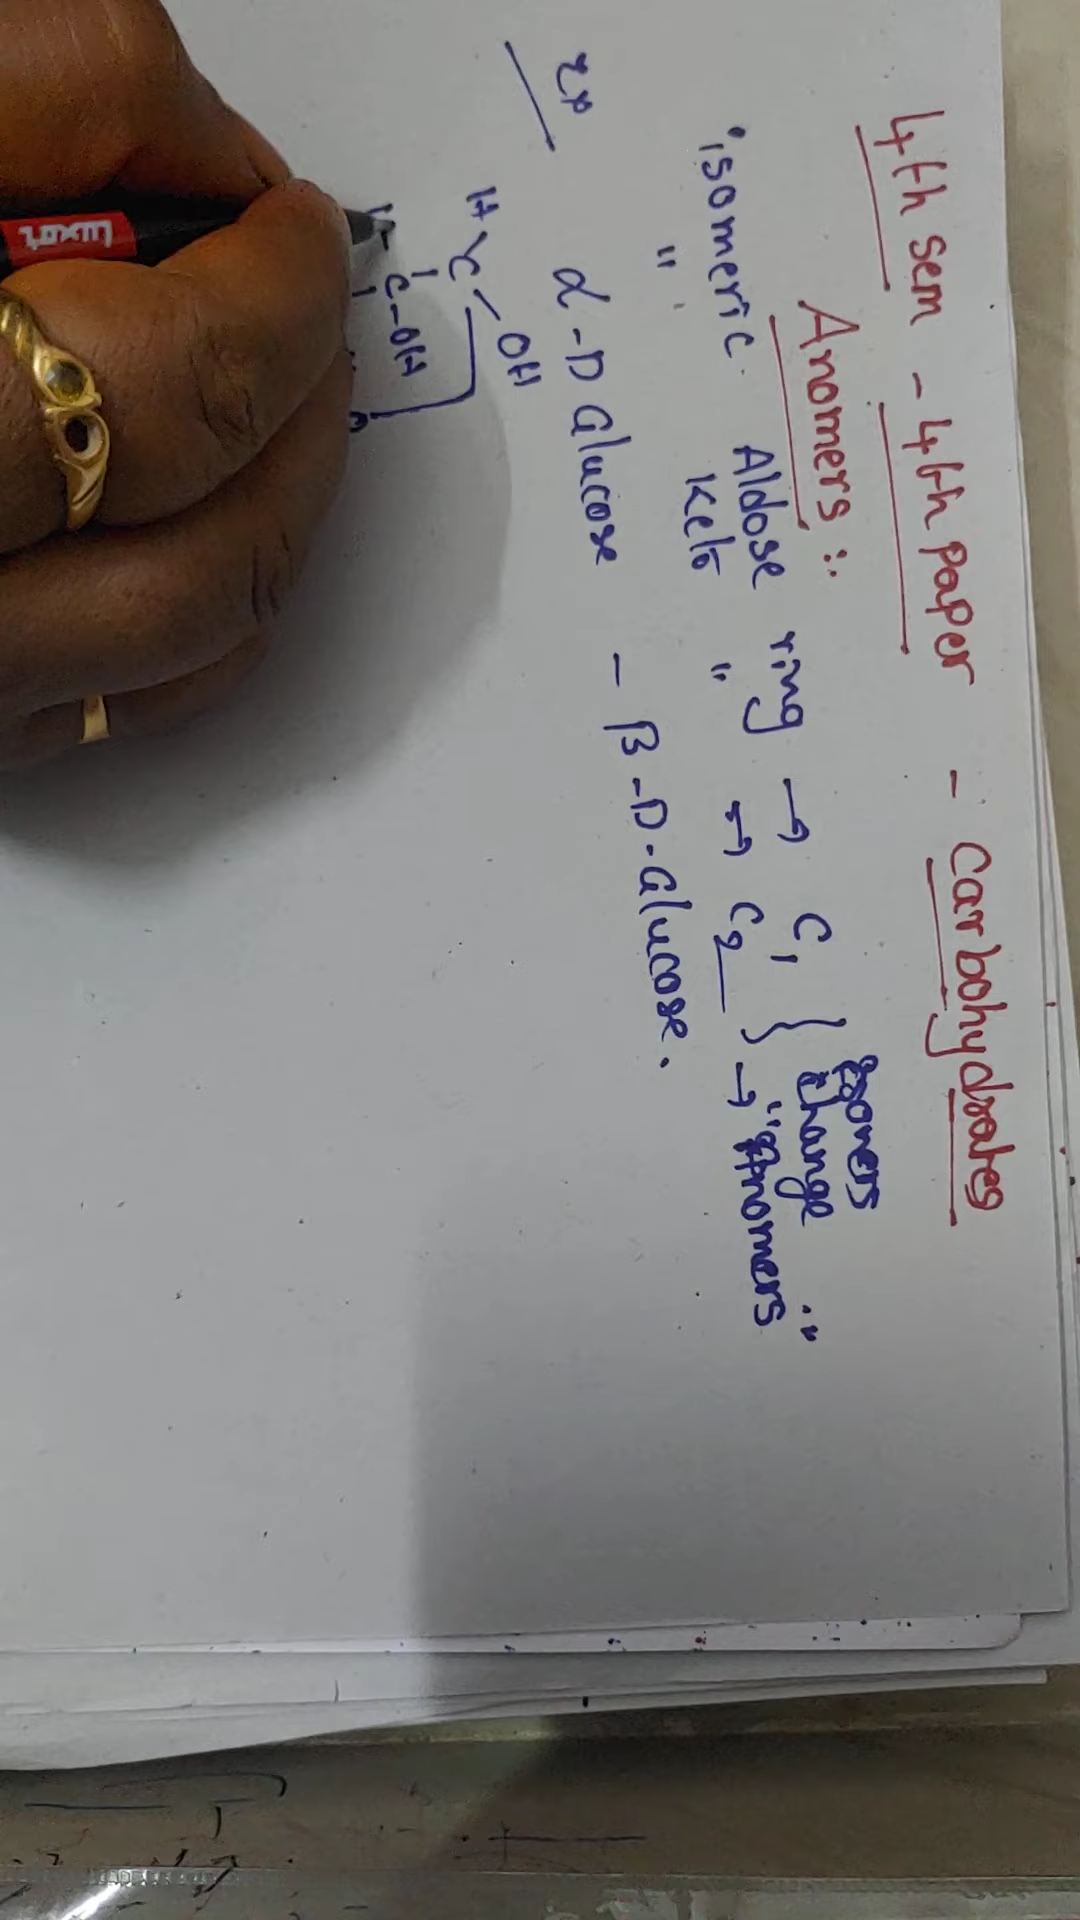 4th sem - 4th paper - Carbohydrates
Anomers :.
isomeric. Aldose ring → C1 } change
" Keto " → C2 } → "Anomers"
Ex α-D Glucose - β-D-Glucose.
H C OH
C-OH
Luxor